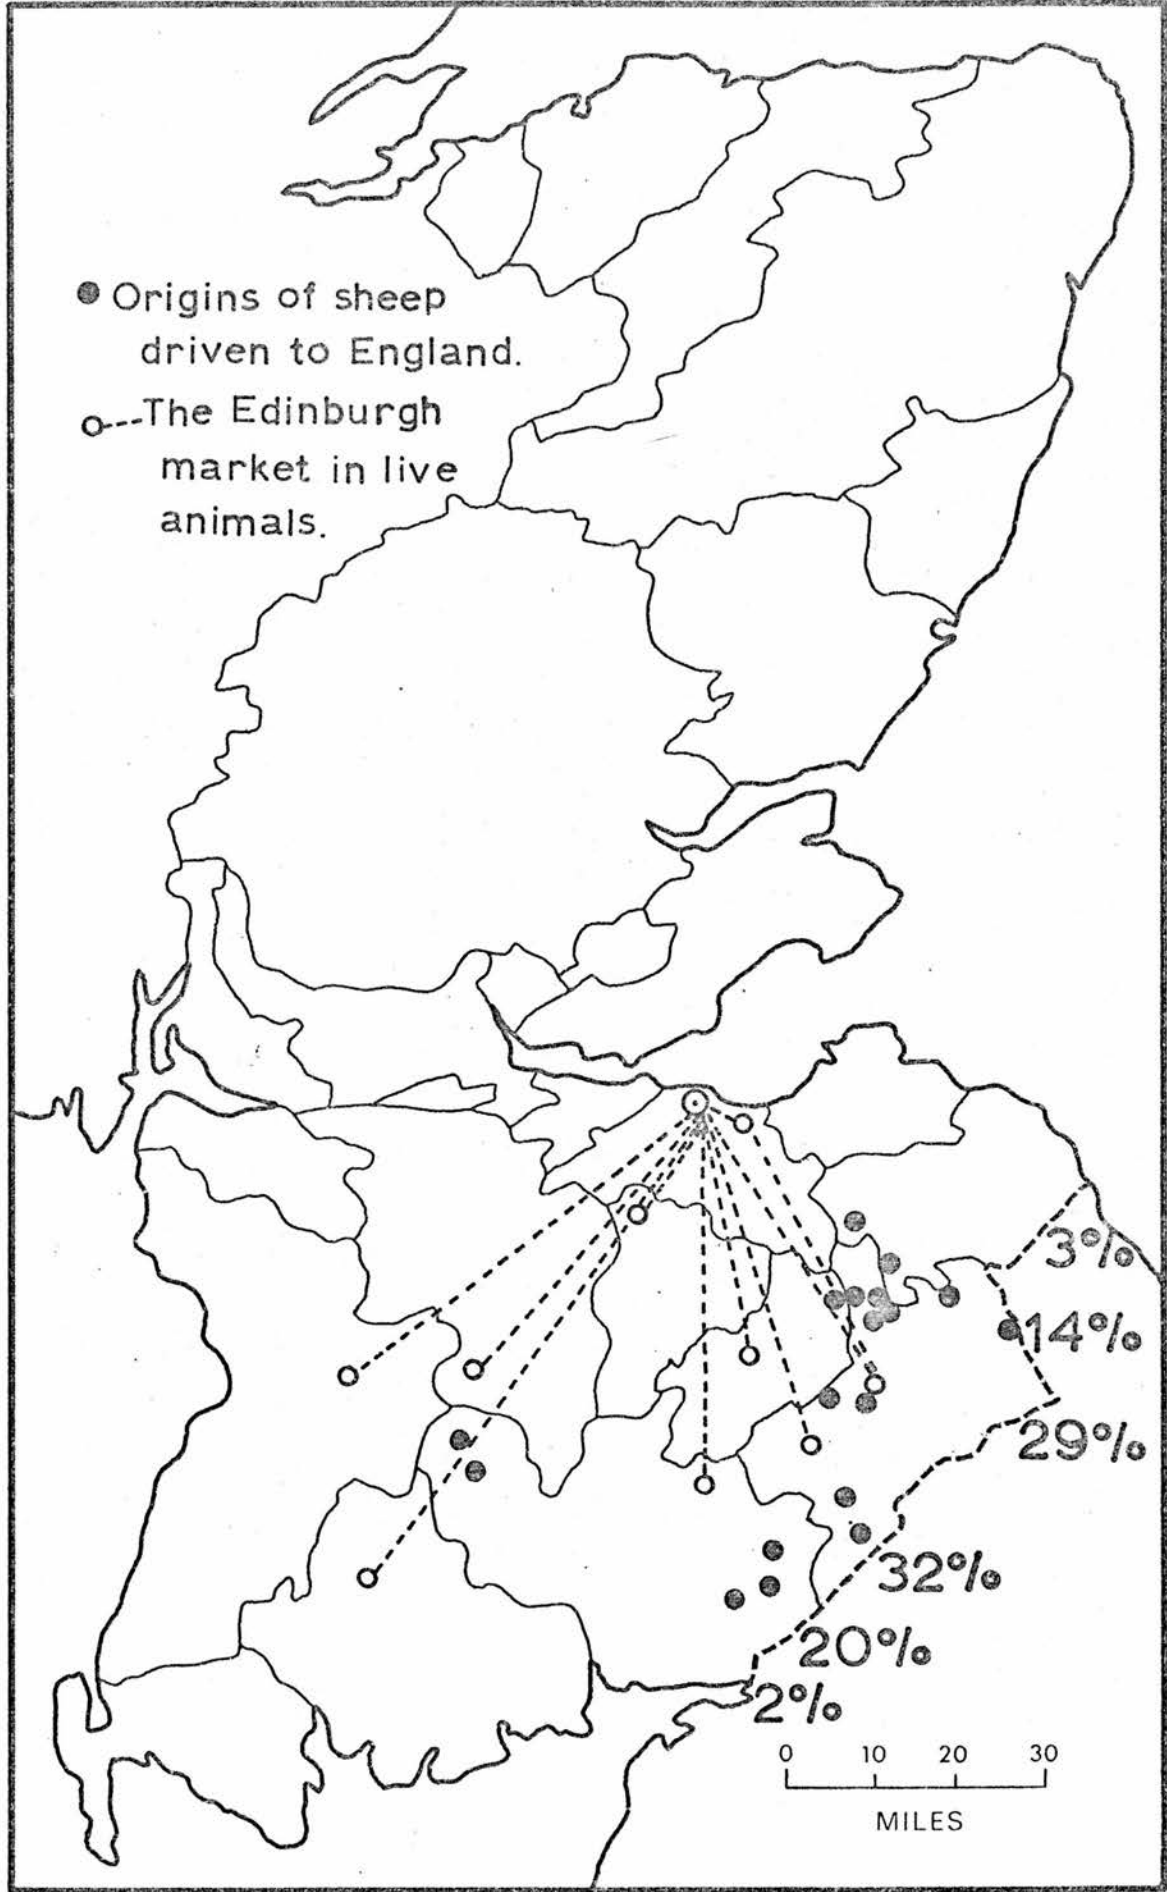 Origins of sheep
driven to England.
The Edinburgh
market in live
animals.
3%
14%
29%
32%
20%
2%
0 10 20 30
MILES